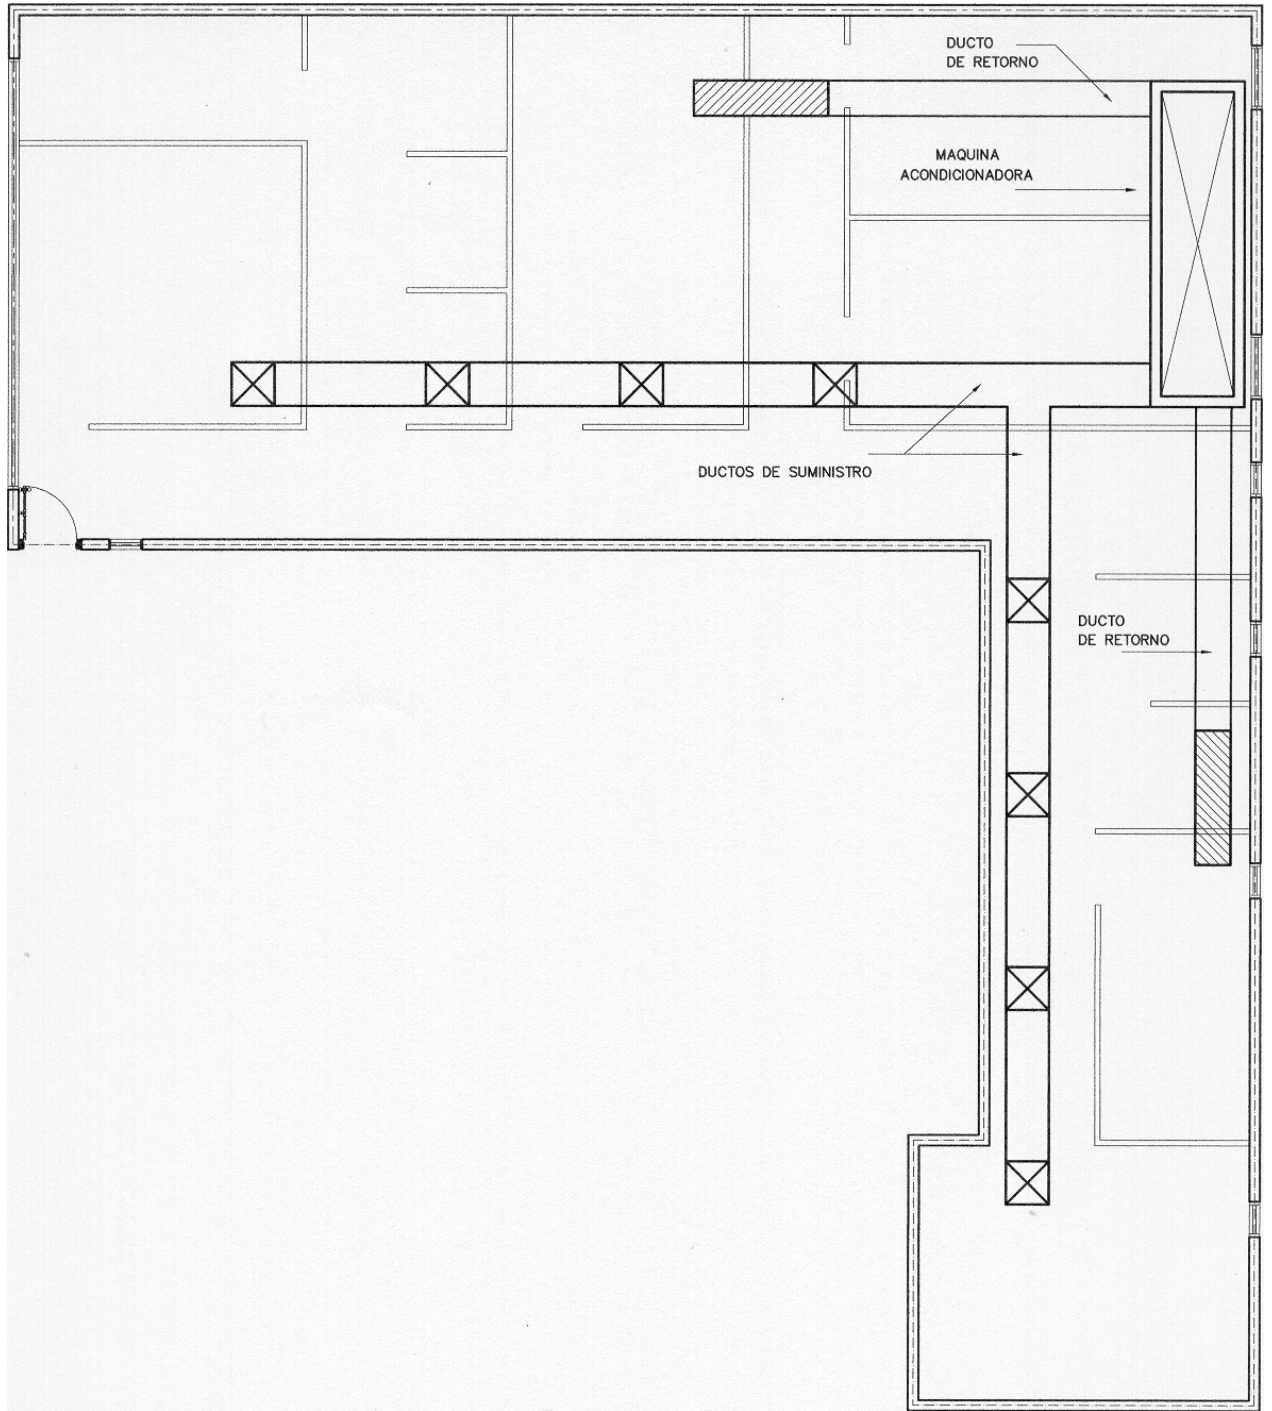 DUCTO
DE RETORNO
MAQUINA
ACONDICIONADORA
DUCTOS DE SUMINISTRO
DUCTO
DE RETORNO